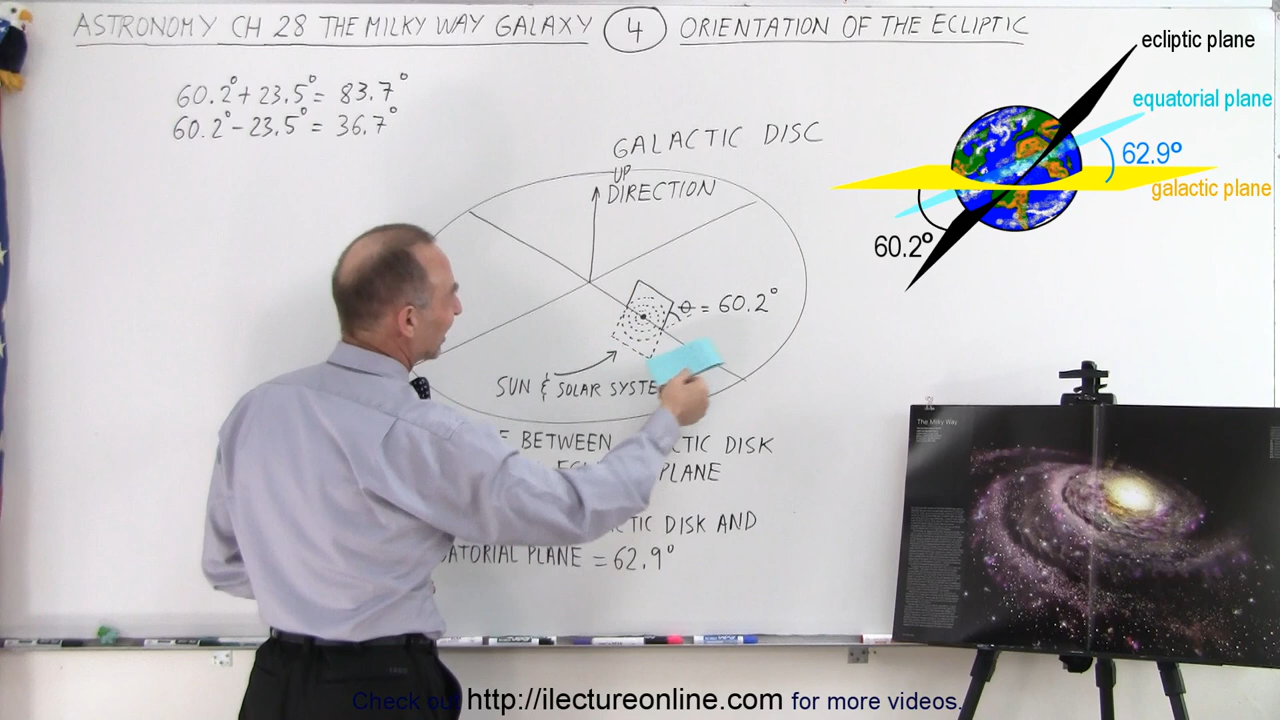 ASTRONOMY CH 28 THE MILKY WAY GALAXY 4 ORIENTATION OF THE ECLIPTIC
60.2° + 23.5° = 83.7°
60.2° - 23.5° = 36.7°
GALACTIC DISC
UP
DIRECTION
θ = 60.2°
SUN & SOLAR SYSTE
BETWEEN
CTIC DISK
PLANE
CTIC DISK AND
ATORIAL PLANE = 62.9°
ecliptic plane
equatorial plane
62.9°
galactic plane
60.2°
The Milky Way
Check out http://ilectureonline.com for more videos.